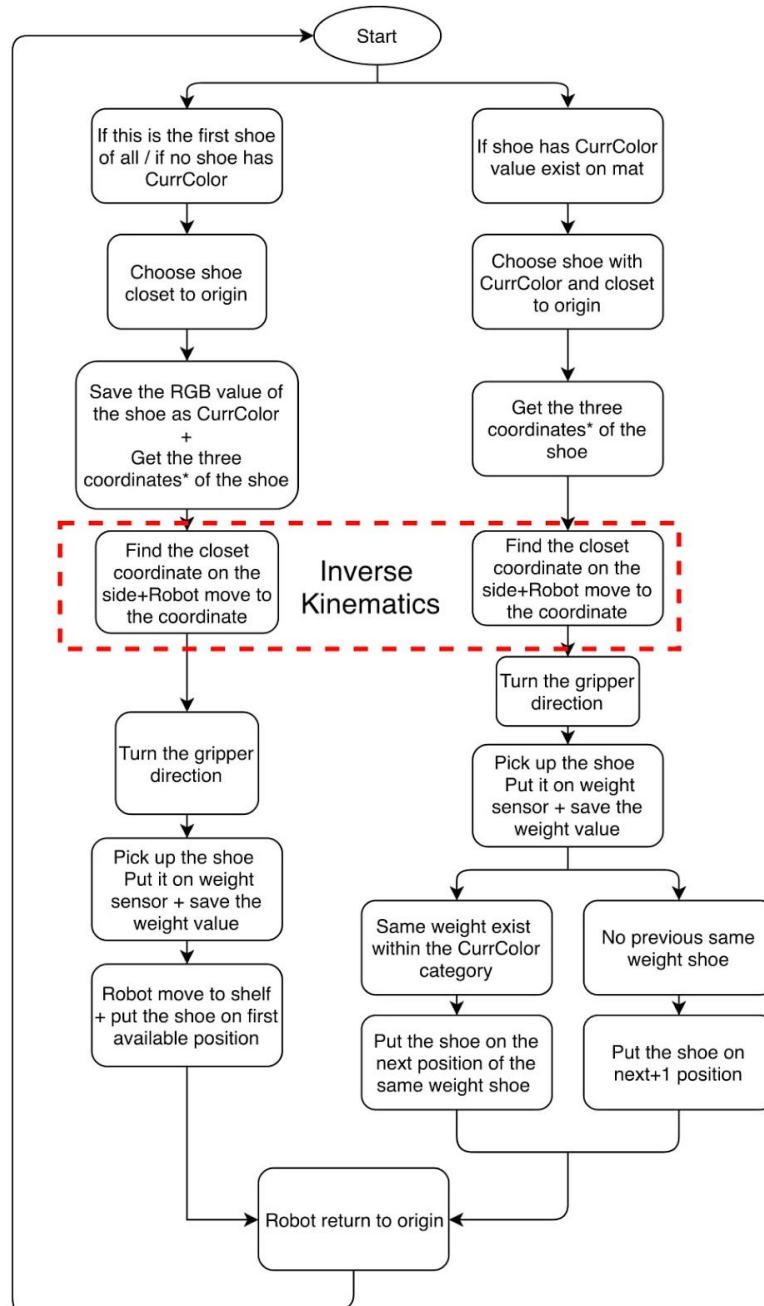 Start
If this is the first shoe
of all / if no shoe has
CurrColor
If shoe has CurrColor
value exist on mat
Choose shoe
closet to origin
Choose shoe with
CurrColor and closet
to origin
Save the RGB value of
the shoe as CurrColor
+
Get the three
coordinates* of the shoe
Get the three
coordinates* of the
shoe
Find the closet
coordinate on the
side+Robot move to
the coordinate
Inverse
Kinematics
Find the closet
coordinate on the
side+Robot move to
the coordinate
Turn the gripper
direction
Turn the gripper
direction
Pick up the shoe
Put it on weight
sensor + save the
weight value
Pick up the shoe
Put it on weight
sensor + save the
weight value
Same weight exist
within the CurrColor
category
No previous same
weight shoe
Robot move to shelf
+ put the shoe on first
available position
Put the shoe on the
next position of the
same weight shoe
Put the shoe on
next+1 position
Robot return to origin